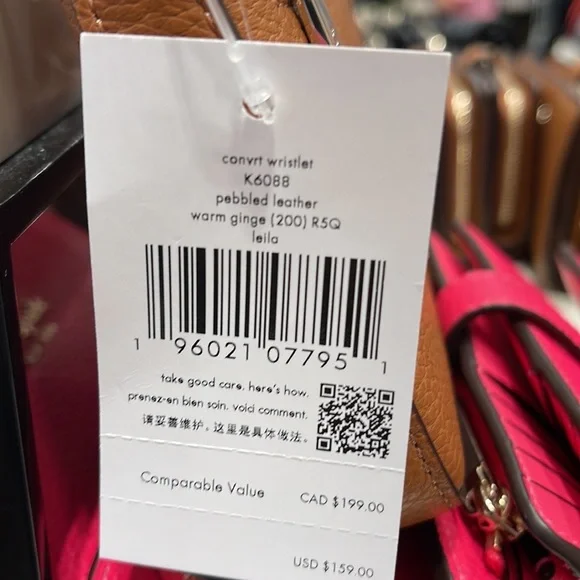 convrt wristlet
K6088
pebbled leather
warm ginge (200) R5Q
leila
1 96021 07795 1
take good care. here's how.
prenez-en bien soin. voici comment.
请妥善维护。这里是具体做法。
Comparable Value CAD $199.00
USD $159.00